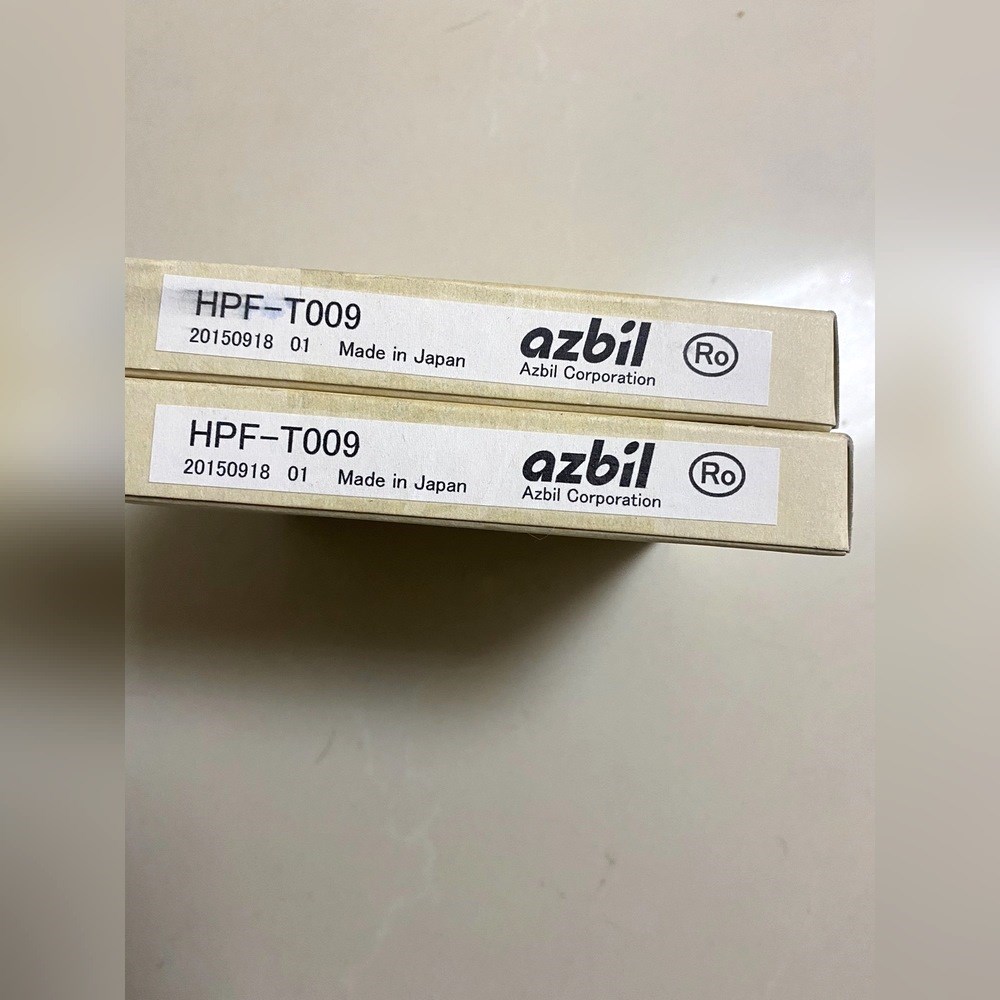 HPF-T009
20150918 01 Made in Japan
azbil
Azbil Corporation
Ro
HPF-T009
20150918 01 Made in Japan
azbil
Azbil Corporation
Ro